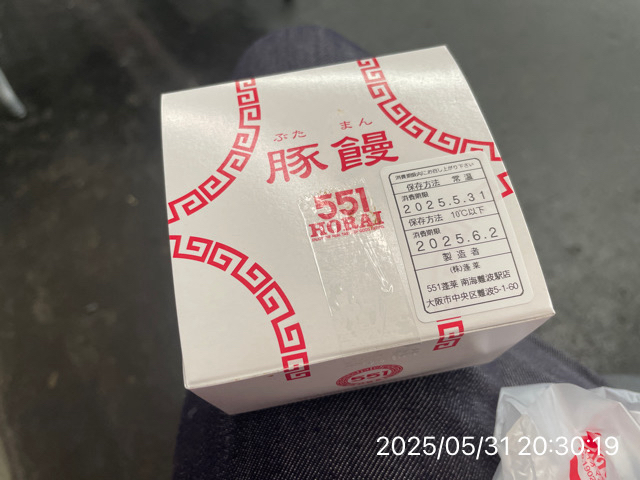 ぶた まん
豚饅
551
HORAI
消費期限内にお召し上がり下さい
保存方法 常温
消費期限
2025.5.31
保存方法 10℃以下
消費期限
2025.6.2
製造者
(株)蓬莱
551蓬莱 南海難波駅店
大阪市中央区難波5-1-60
551
2025/05/31 20:30:19